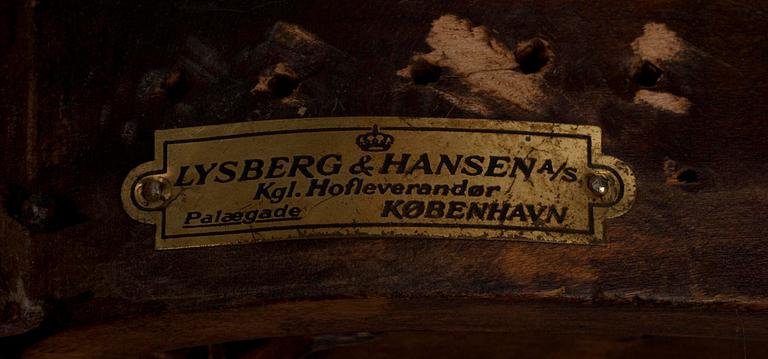 LYSBERG & HANSEN A/S
Kgl. Hofleverandør
Palægade KØBENHAVN